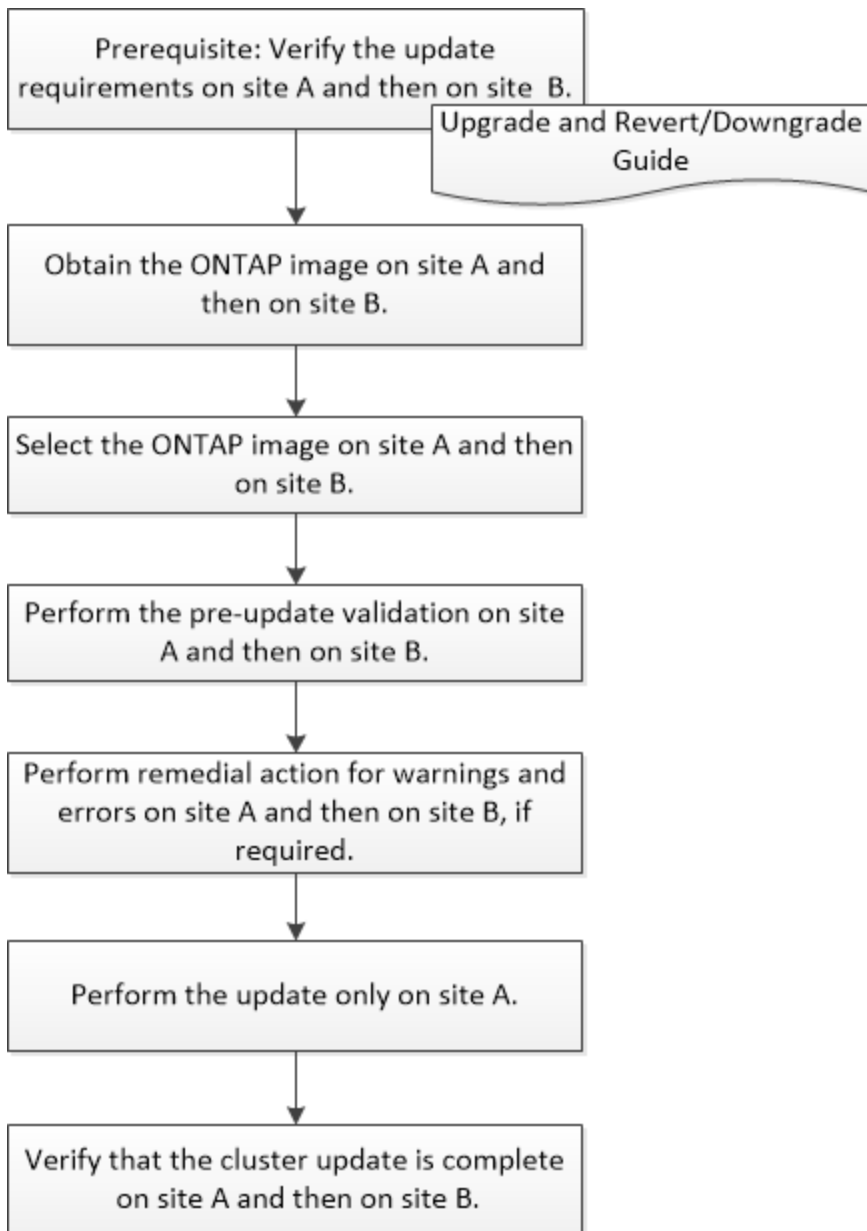 Prerequisite: Verify the update
requirements on site A and then on site  B.
Upgrade and Revert/Downgrade
Guide
Obtain the ONTAP image on site A and
then on site B.
Select the ONTAP image on site A and then
on site B.
Perform the pre-update validation on site
A and then on site B.
Perform remedial action for warnings and
errors on site A and then on site B, if
required.
Perform the update only on site A.
Verify that the cluster update is complete
on site A and then on site B.